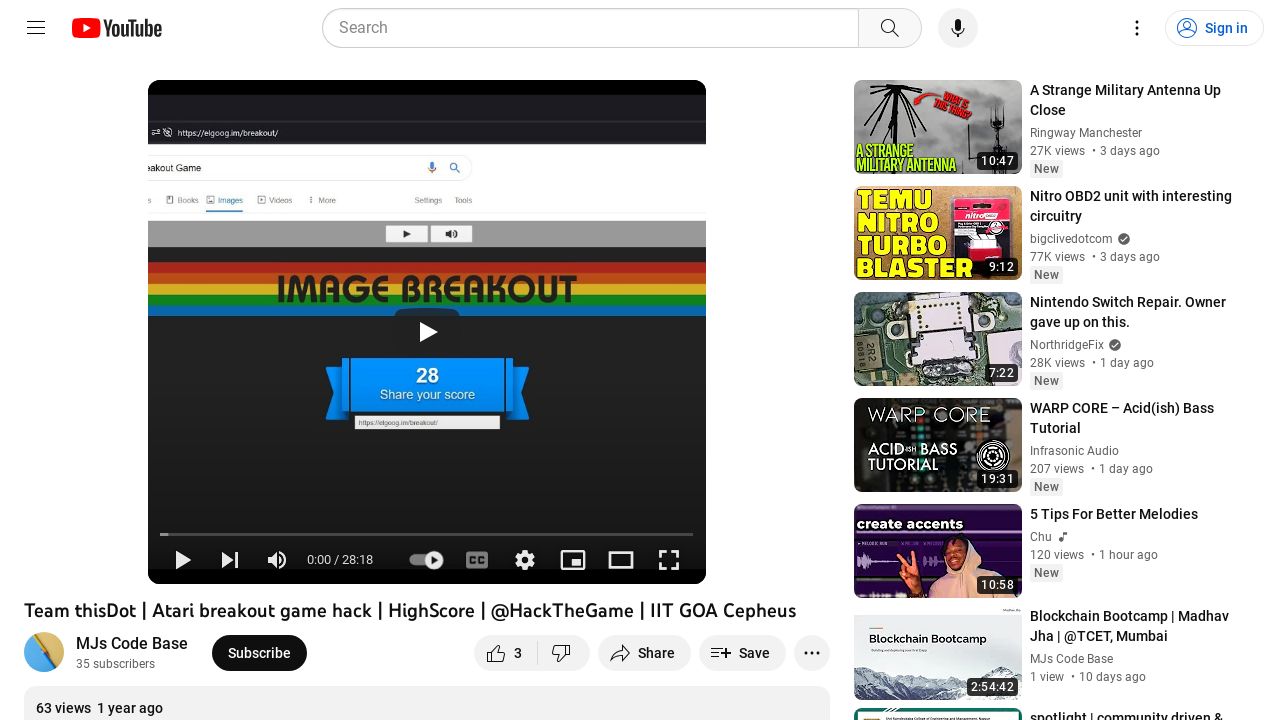 YouTube
Search
Sign in
https://elgoog.im/breakout/
eakout Game
s
Books
Images
Videos
More
Settings
Tools
IMAGE BREAKOUT
28
Share your score
https://elgoog.im/breakout/
0:00 / 28:18
CC
Team thisDot | Atari breakout game hack | HighScore | @HackTheGame | IIT GOA Cepheus
MJs Code Base
35 subscribers
Subscribe
3
Share
Save
63 views 1 year ago
WHAT IS THIS THING?
A STRANGE
MILITARY ANTENNA
10:47
A Strange Military Antenna Up
Close
Ringway Manchester
27K views • 3 days ago
New
TEMU
NITRO
TURBO
BLASTER
nitro OBD2
9:12
Nitro OBD2 unit with interesting
circuitry
bigclivedotcom
77K views • 3 days ago
New
2R2
80818
7:22
Nintendo Switch Repair. Owner
gave up on this.
NorthridgeFix
28K views • 1 day ago
New
WARP CORE
ACID ISH BASS
TUTORIAL
19:31
WARP CORE – Acid(ish) Bass
Tutorial
Infrasonic Audio
207 views • 1 day ago
New
create accents
10:58
5 Tips For Better Melodies
Chu
120 views • 1 hour ago
New
Blockchain Bootcamp
2:54:42
Blockchain Bootcamp | Madhav
Jha | @TCET, Mumbai
MJs Code Base
1 view • 10 days ago
spotlight | community driven &